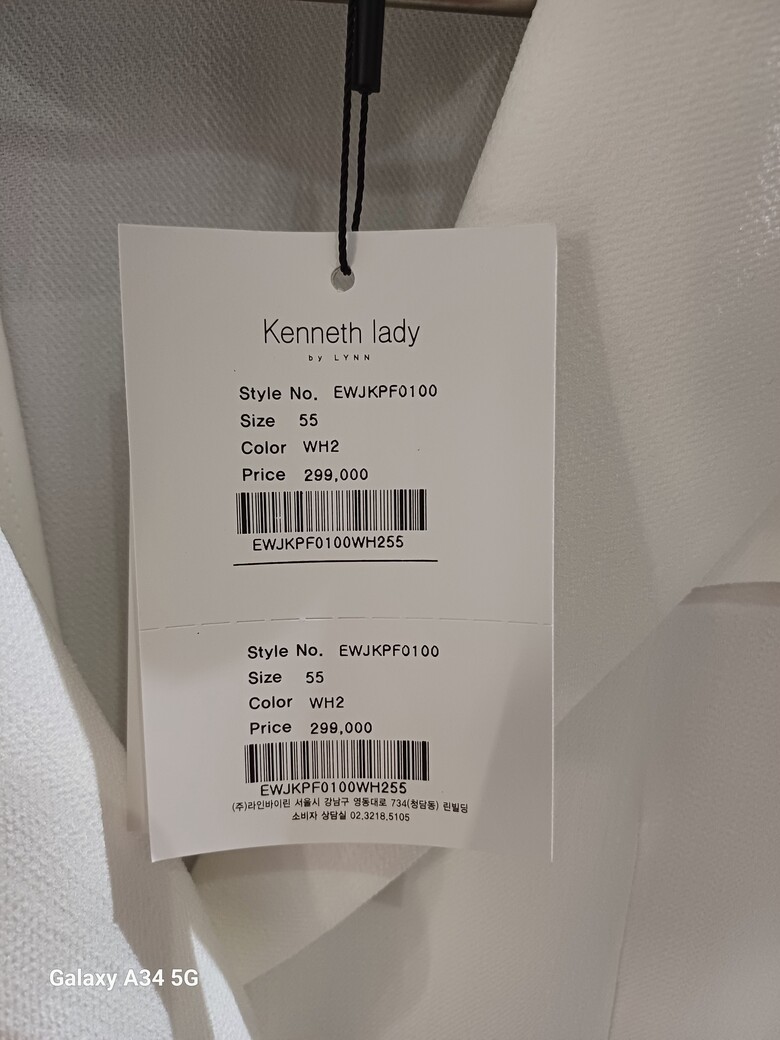 Kenneth lady
by LYNN
Style No. EWJKPF0100
Size 55
Color WH2
Price 299,000
EWJKPF0100WH255
Style No. EWJKPF0100
Size 55
Color WH2
Price 299,000
EWJKPF0100WH255
(주)라인바이린 서울시 강남구 영동대로 734(청담동) 린빌딩
소비자 상담실 02.3218.5105
Galaxy A34 5G